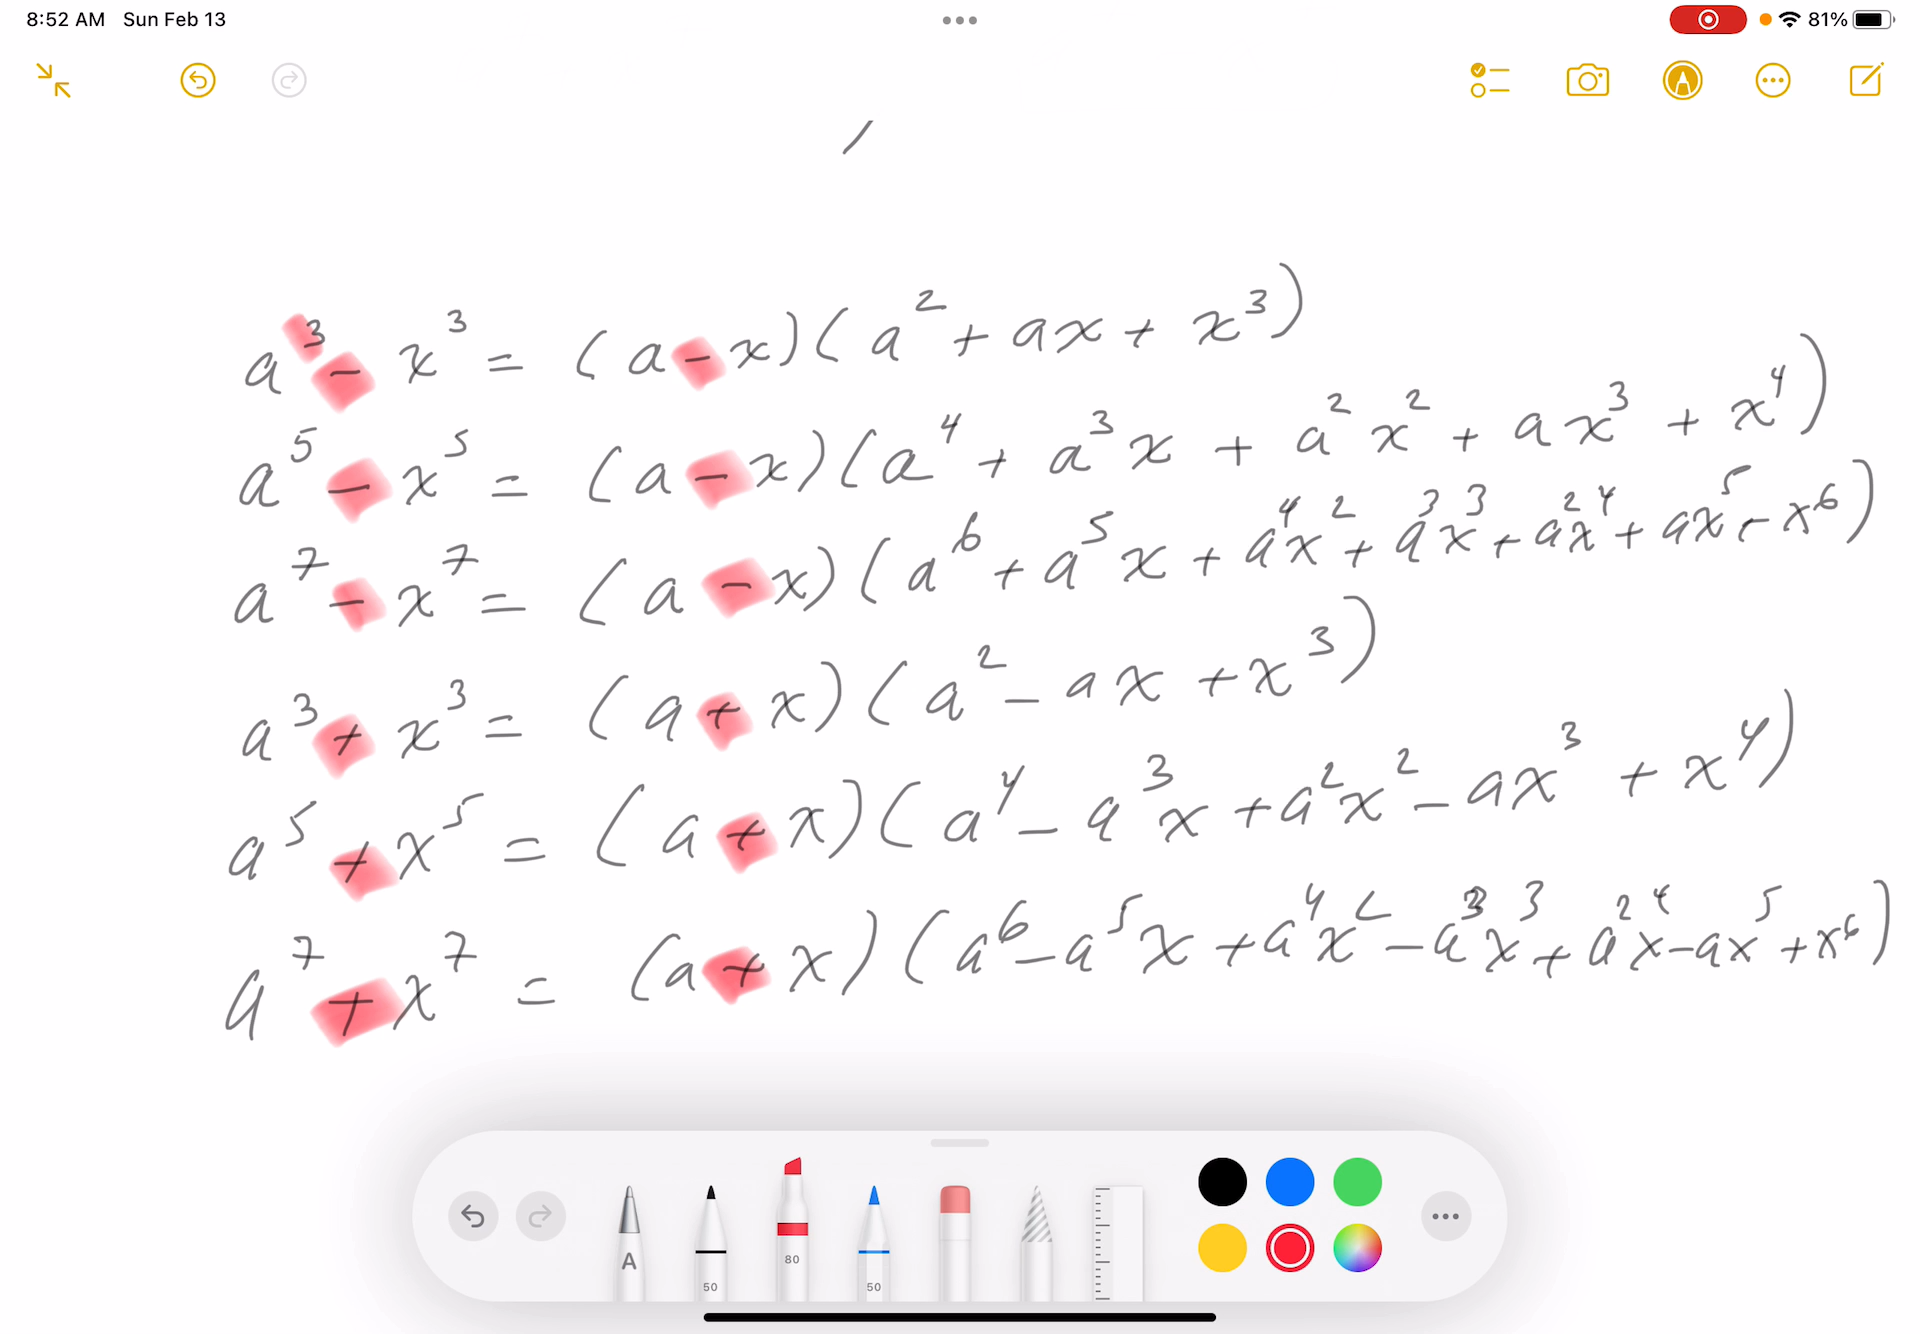 8:52 AM Sun Feb 13 81%
a³ - x³ = (a - x)(a² + ax + x³)
a⁵ - x⁵ = (a - x)(a⁴ + a³x + a²x² + ax³ + x⁴)
a⁷ - x⁷ = (a - x)(a⁶ + a⁵x + a⁴x² + a³x³ + a²x⁴ + ax⁵ + x⁶)
a³ + x³ = (a + x)(a² - ax + x³)
a⁵ + x⁵ = (a + x)(a⁴ - a³x + a²x² - ax³ + x⁴)
a⁷ + x⁷ = (a + x)(a⁶ - a⁵x + a⁴x² - a³x³ + a²x⁴ - ax⁵ + x⁶)
A 50 80 50